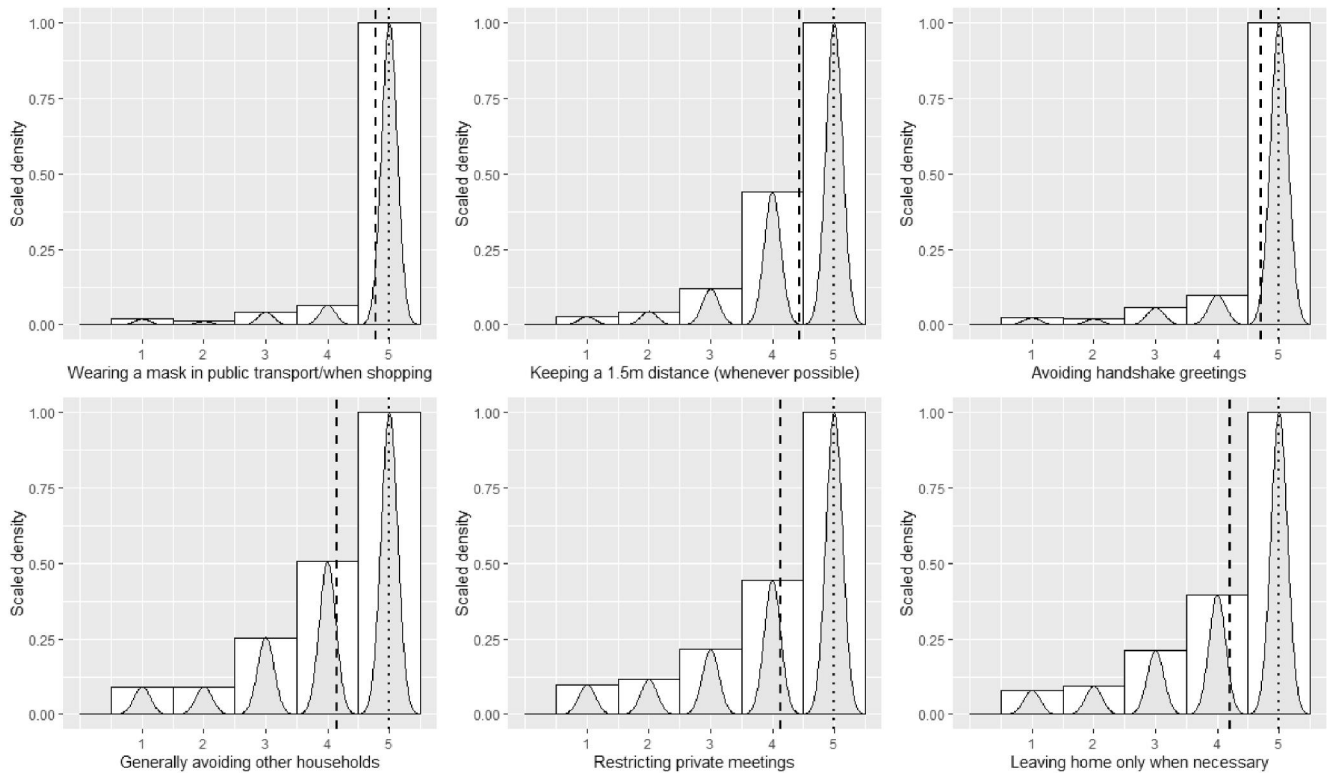 1.00
0.75
0.50
0.25
0.00
Scaled density
1 2 3 4 5
Wearing a mask in public transport/when shopping
1.00
0.75
0.50
0.25
0.00
Scaled density
1 2 3 4 5
Keeping a 1.5m distance (whenever possible)
1.00
0.75
0.50
0.25
0.00
Scaled density
1 2 3 4 5
Avoiding handshake greetings
1.00
0.75
0.50
0.25
0.00
Scaled density
1 2 3 4 5
Generally avoiding other households
1.00
0.75
0.50
0.25
0.00
Scaled density
1 2 3 4 5
Restricting private meetings
1.00
0.75
0.50
0.25
0.00
Scaled density
1 2 3 4 5
Leaving home only when necessary